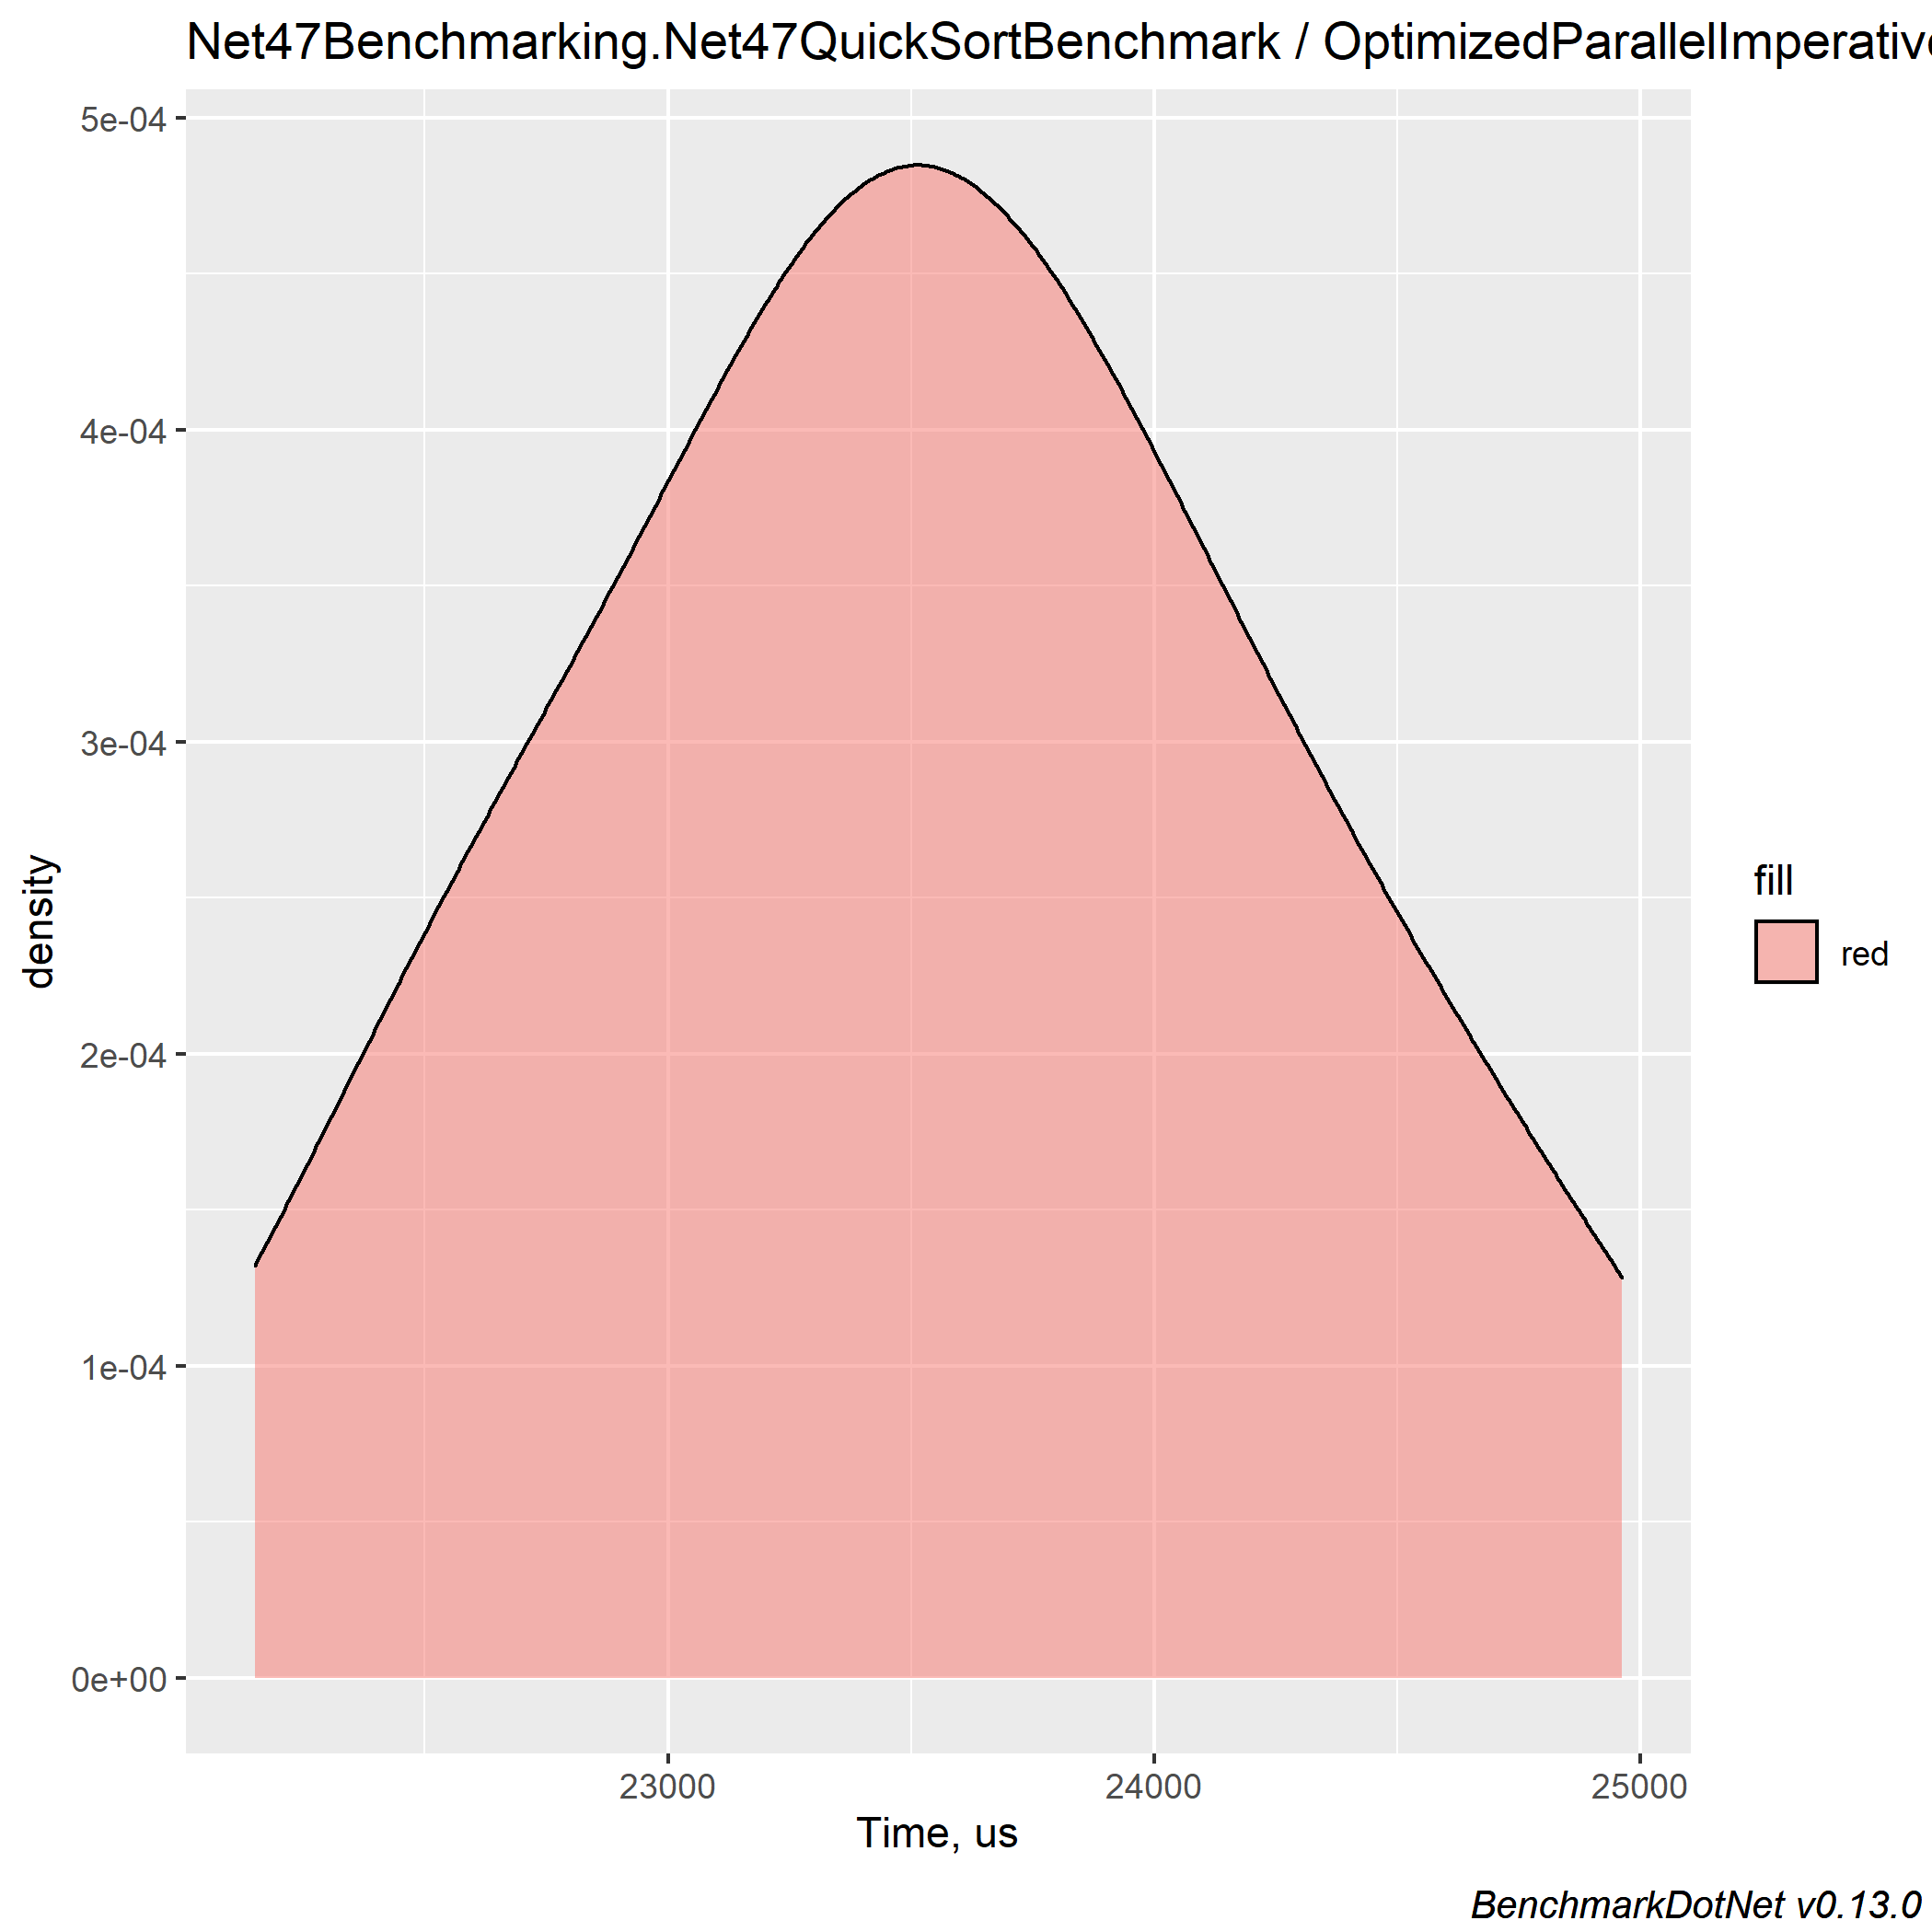 Net47Benchmarking.Net47QuickSortBenchmark / OptimizedParallelImperative
5e-04
4e-04
3e-04
2e-04
1e-04
0e+00
density
23000
24000
25000
Time, us
fill
red
BenchmarkDotNet v0.13.0